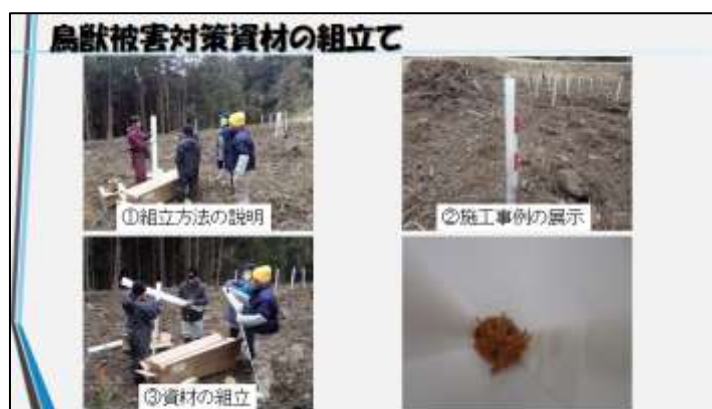 鳥獣被害対策資材の組立て
①組立方法の説明
②施工事例の展示
③資材の組立